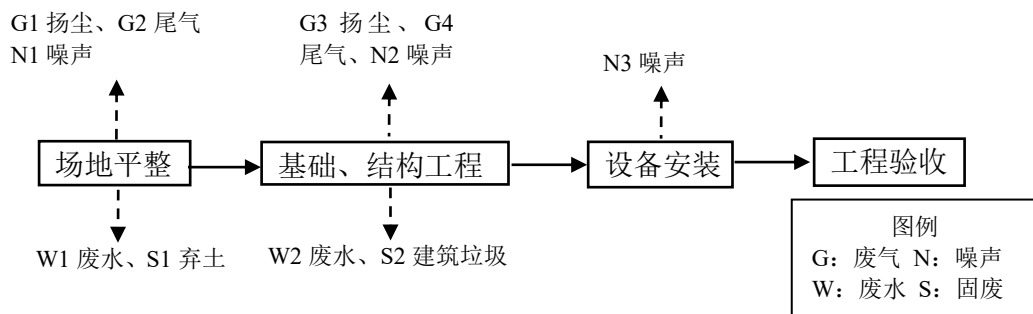 G1 扬尘、G2 尾气
N1 噪声
G3 扬尘、G4
尾气、N2 噪声
N3 噪声
场地平整
基础、结构工程
设备安装
工程验收
W1 废水、S1 弃土
W2 废水、S2 建筑垃圾
图例
G：废气 N：噪声
W：废水 S：固废